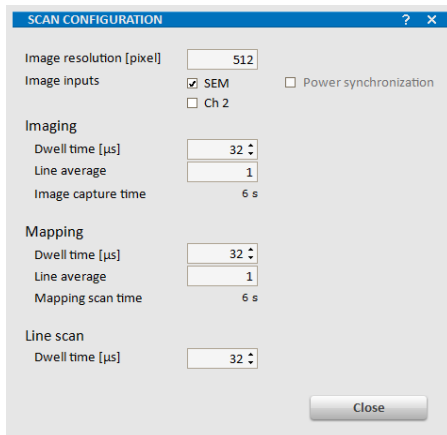 SCAN CONFIGURATION ? ×
Image resolution [pixel] 512
Image inputs SEM Power synchronization
Ch 2
Imaging
Dwell time [µs] 32
Line average 1
Image capture time 6 s
Mapping
Dwell time [µs] 32
Line average 1
Mapping scan time 6 s
Line scan
Dwell time [µs] 32
Close